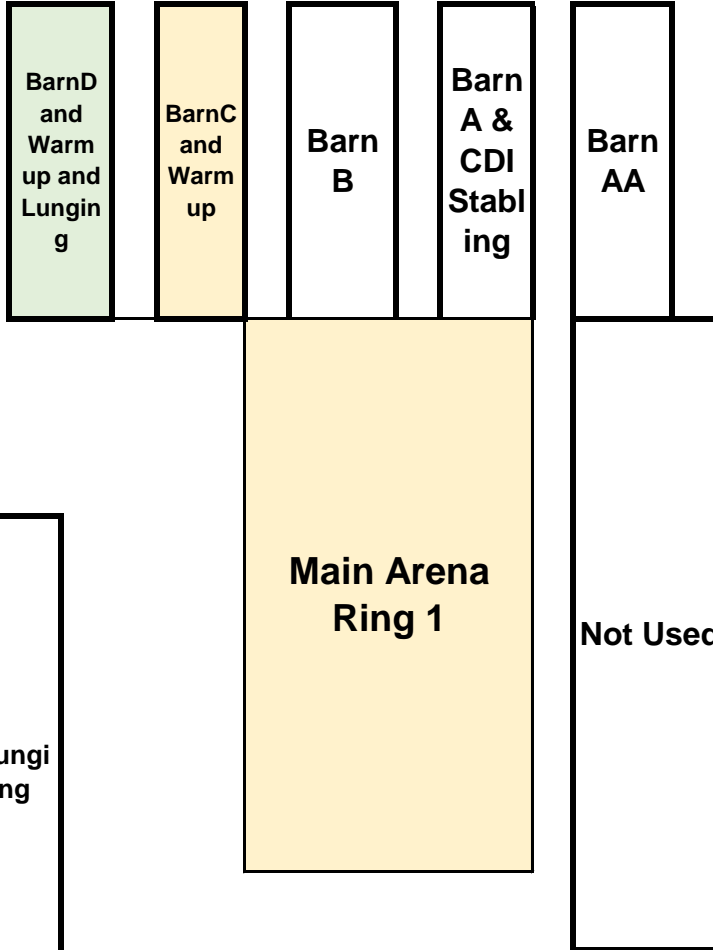 BarnD
and
Warm
up and
Lungin
g
BarnC
and
Warm
up
Barn
B
Barn
A &
CDI
Stabl
ing
Barn
AA
Main Arena
Ring 1
Not Used
ungi
ng